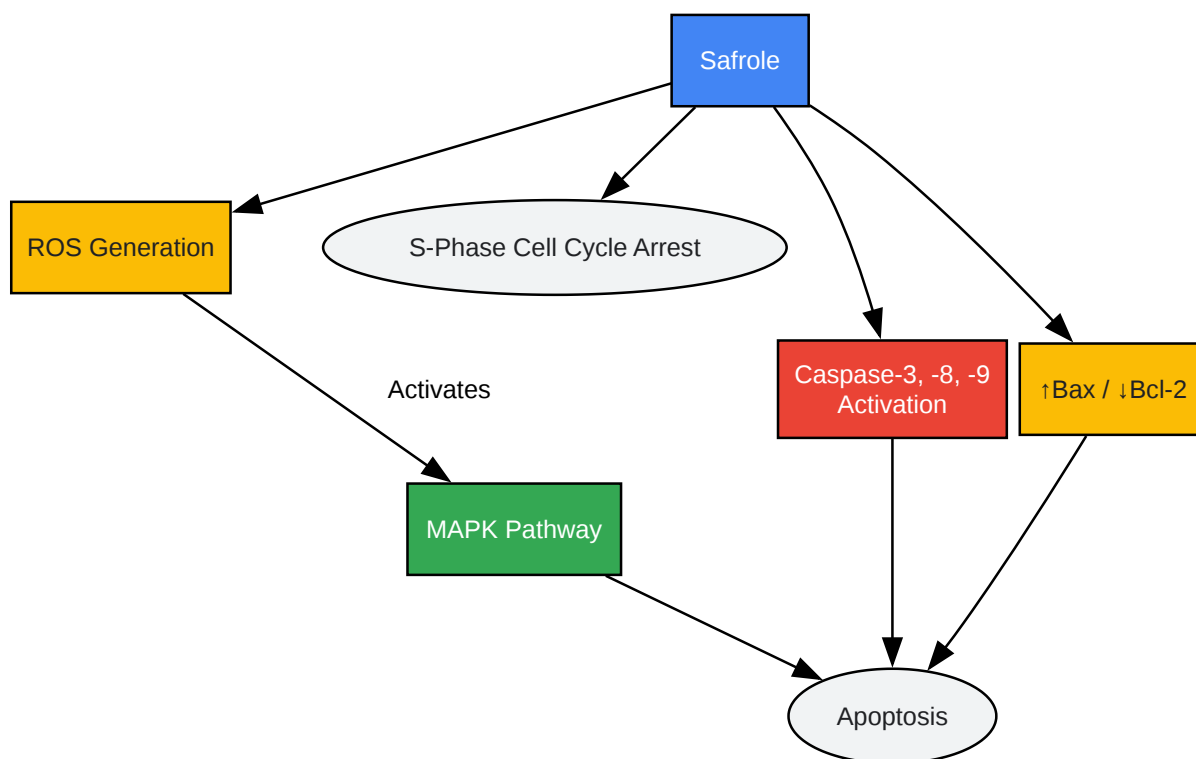 Safrole
ROS Generation
S-Phase Cell Cycle Arrest
Caspase-3, -8, -9
Activation
↑Bax / ↓Bcl-2
Activates
MAPK Pathway
Apoptosis